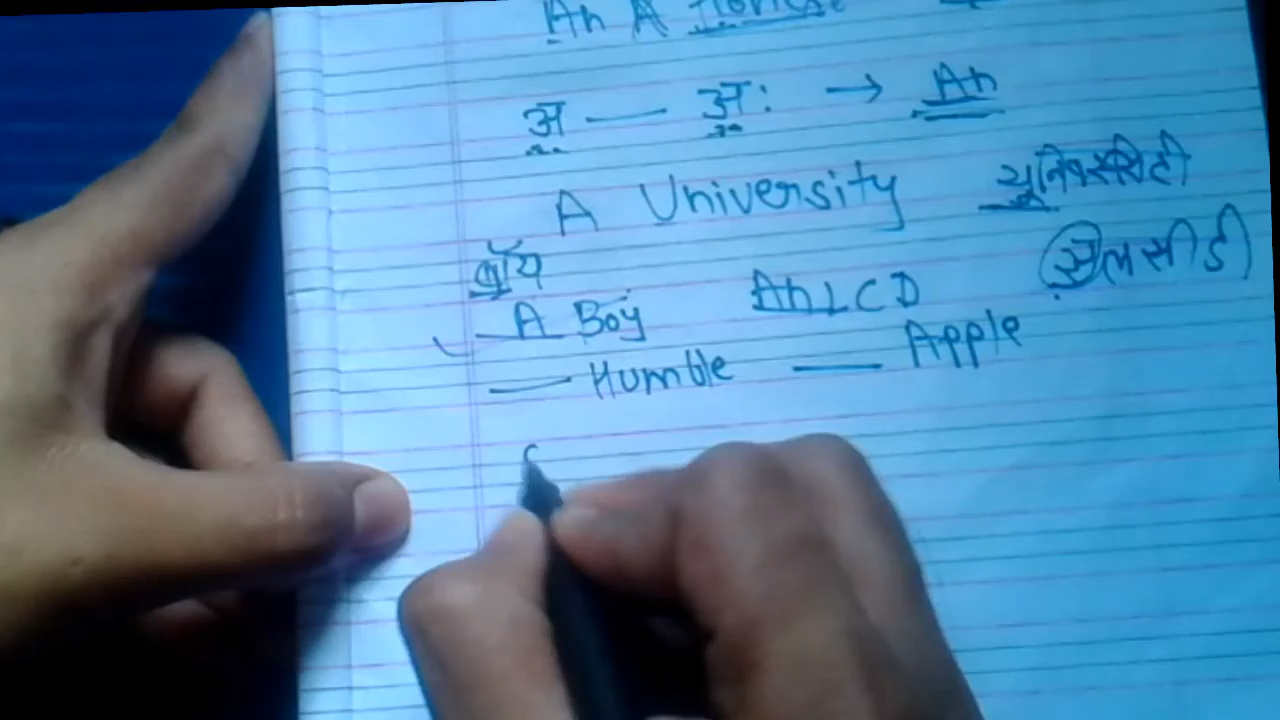 An A
अ — अ: → An
A University यूनिवर्सिटी
बॉय
A Boy An LCD एलसीडी
— Humble — Apple